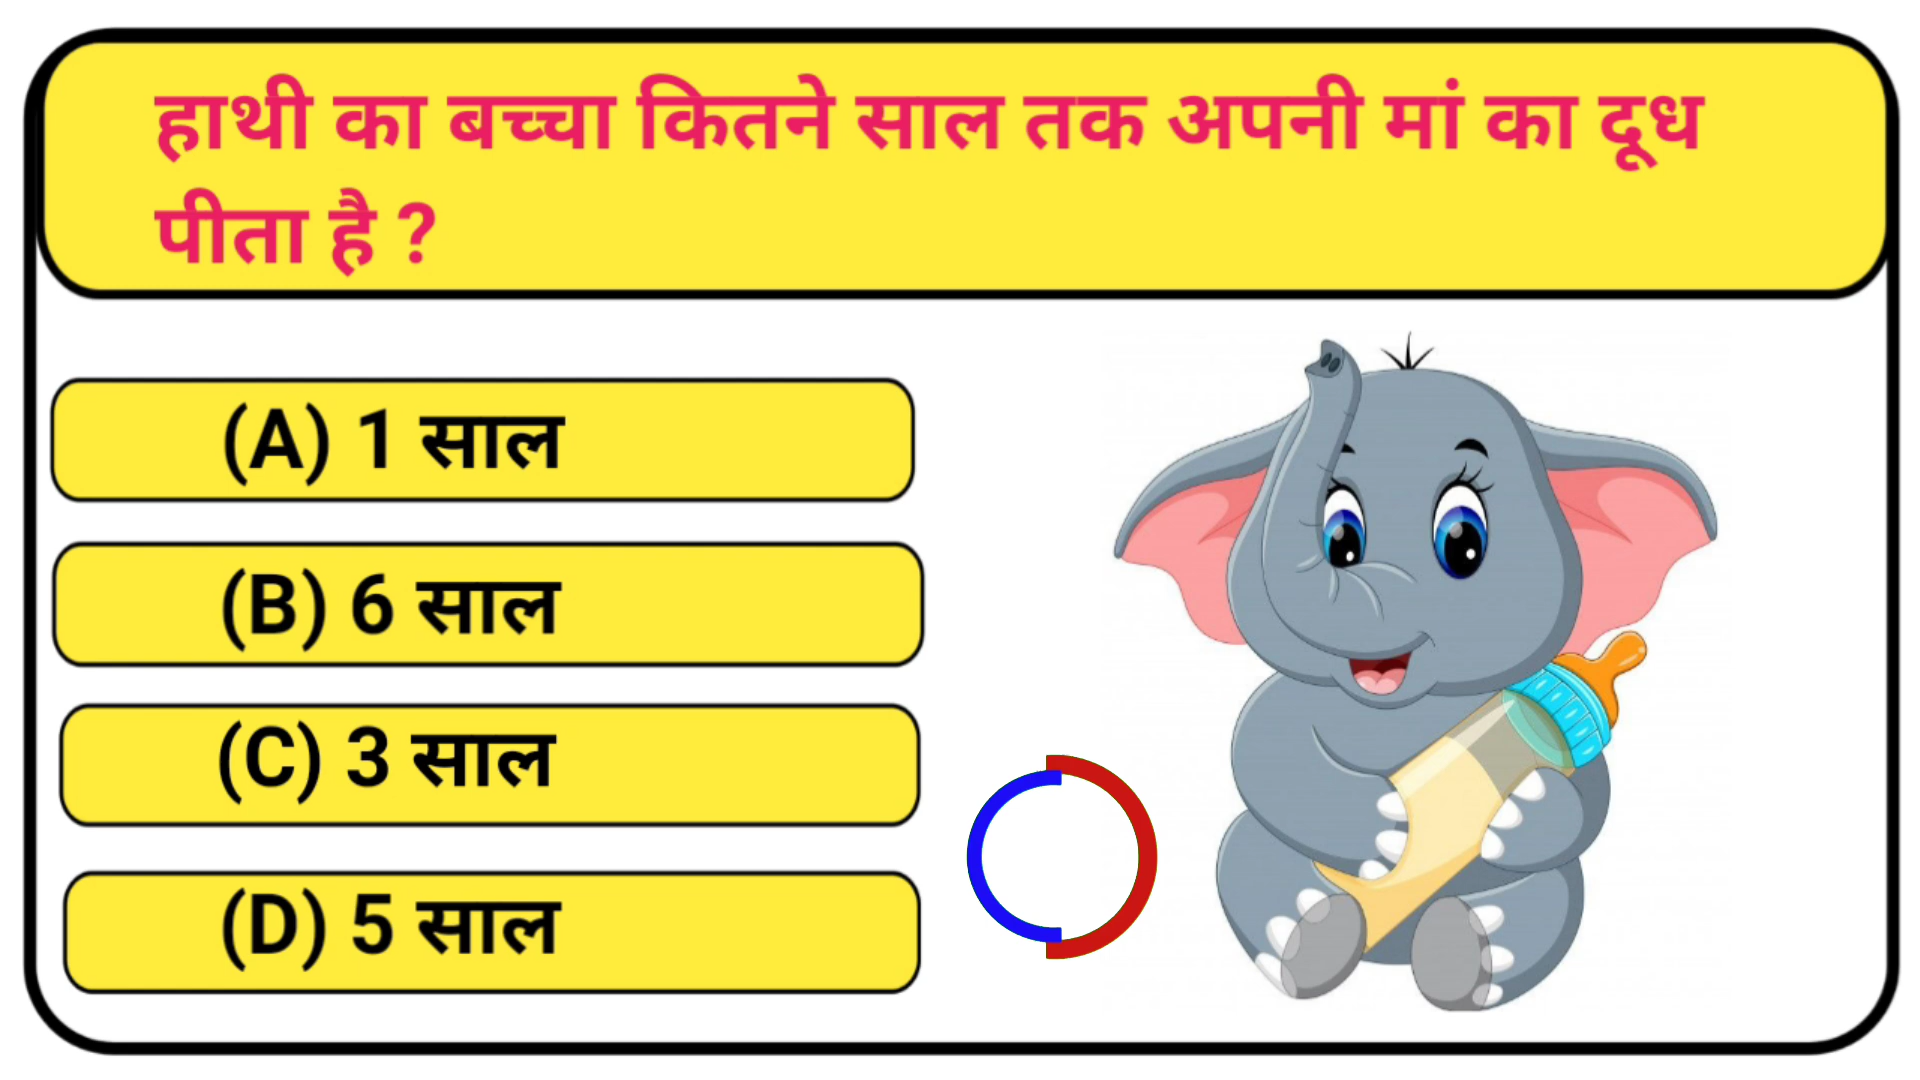 हाथी का बच्चा कितने साल तक अपनी मां का दूध
पीता है ?
(A) 1 साल
(B) 6 साल
(C) 3 साल
(D) 5 साल